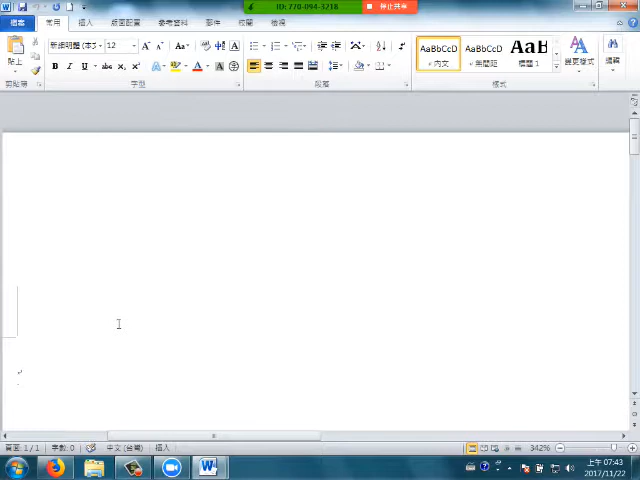 ID: 770-094-3218
停止共享
檔案 常用 插入 版面配置 參考資料 郵件 校閱 檢視
貼上
新細明體 (本文 12
AaBbCcD AaBbCcD AaBb
內文 無間距 標題 1
變更樣式 編輯
剪貼簿 字型 段落 樣式
頁面: 1/1 字數: 0 中文 (台灣) 插入 342%
上午 07:43
2017/11/22